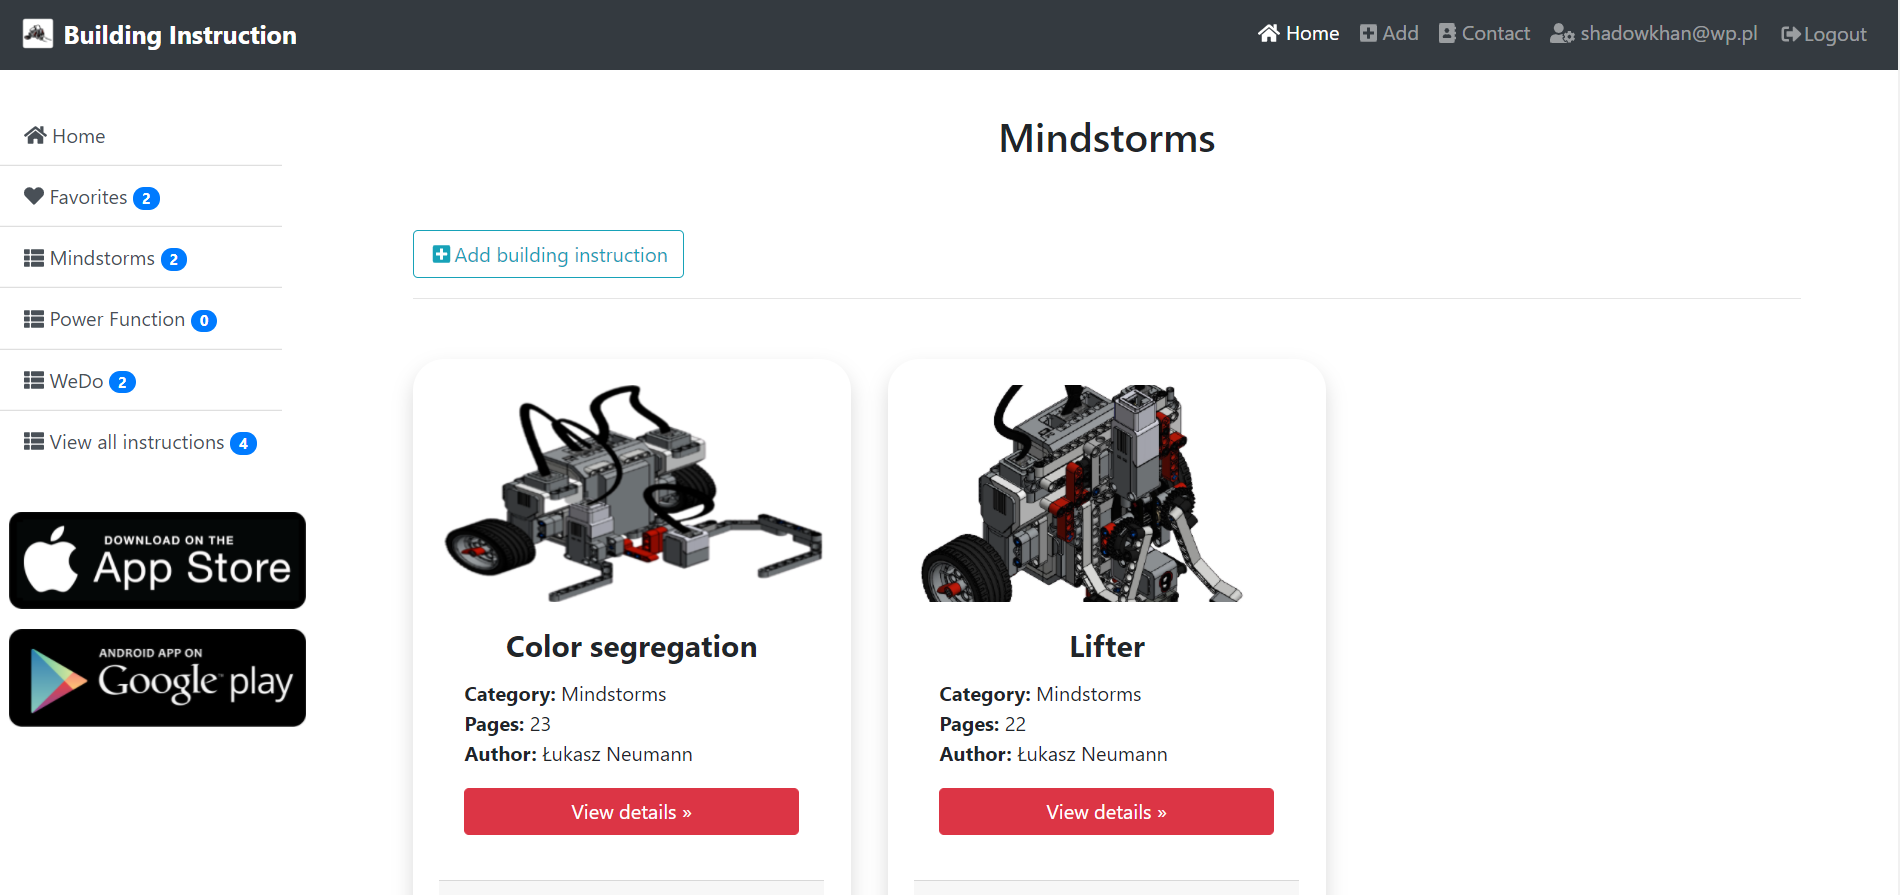 Building Instruction
Home Add Contact shadowkhan@wp.pl Logout
Home
Favorites 2
Mindstorms 2
Power Function 0
WeDo 2
View all instructions 4
DOWNLOAD ON THE
App Store
ANDROID APP ON
Google play
Mindstorms
Add building instruction
Color segregation
Category: Mindstorms
Pages: 23
Author: Łukasz Neumann
View details »
Lifter
Category: Mindstorms
Pages: 22
Author: Łukasz Neumann
View details »